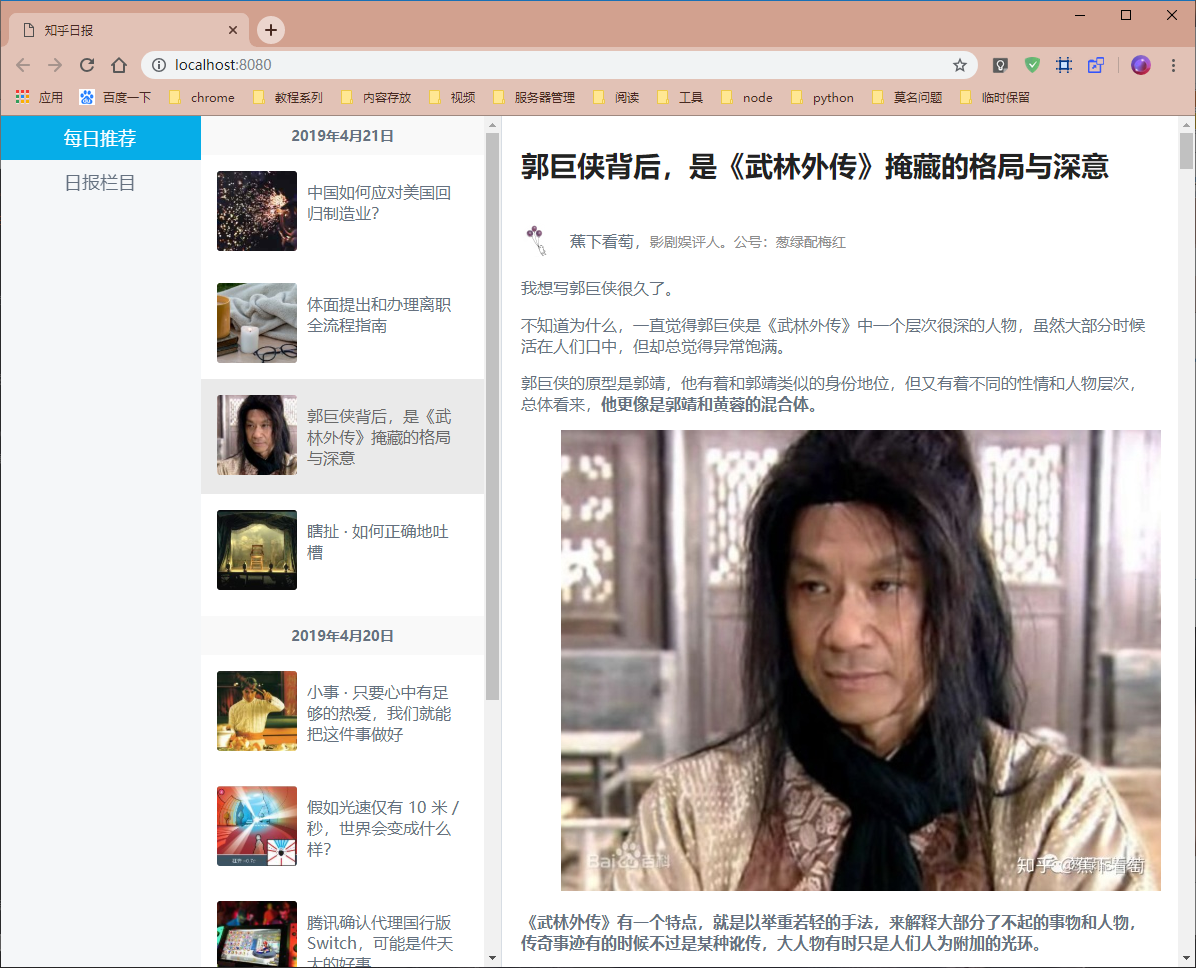 知乎日报
localhost:8080
应用
百度一下
chrome
教程系列
内容存放
视频
服务器管理
阅读
工具
node
python
莫名问题
临时保留
每日推荐
日报栏目
2019年4月21日
中国如何应对美国回
归制造业？
体面提出和办理离职
全流程指南
郭巨侠背后，是《武
林外传》掩藏的格局
与深意
瞎扯 · 如何正确地吐
槽
2019年4月20日
小事 · 只要心中有足
够的热爱，我们就能
把这件事做好
假如光速仅有 10 米 /
秒，世界会变成什么
样？
腾讯确认代理国行版
Switch，可能是件天
大的好事
郭巨侠背后，是《武林外传》掩藏的格局与深意
蕉下看萄，影剧娱评人。公号：葱绿配梅红
我想写郭巨侠很久了。
不知道为什么，一直觉得郭巨侠是《武林外传》中一个层次很深的人物，虽然大部分时候
活在人们口中，但却总觉得异常饱满。
郭巨侠的原型是郭靖，他有着和郭靖类似的身份地位，但又有着不同的性情和人物层次，
总体看来，他更像是郭靖和黄蓉的混合体。
Baidu百科
知乎 @蕉下看萄
《武林外传》有一个特点，就是以举重若轻的手法，来解释大部分了不起的事物和人物，
传奇事迹有的时候不过是某种讹传，大人物有时只是人们人为附加的光环。